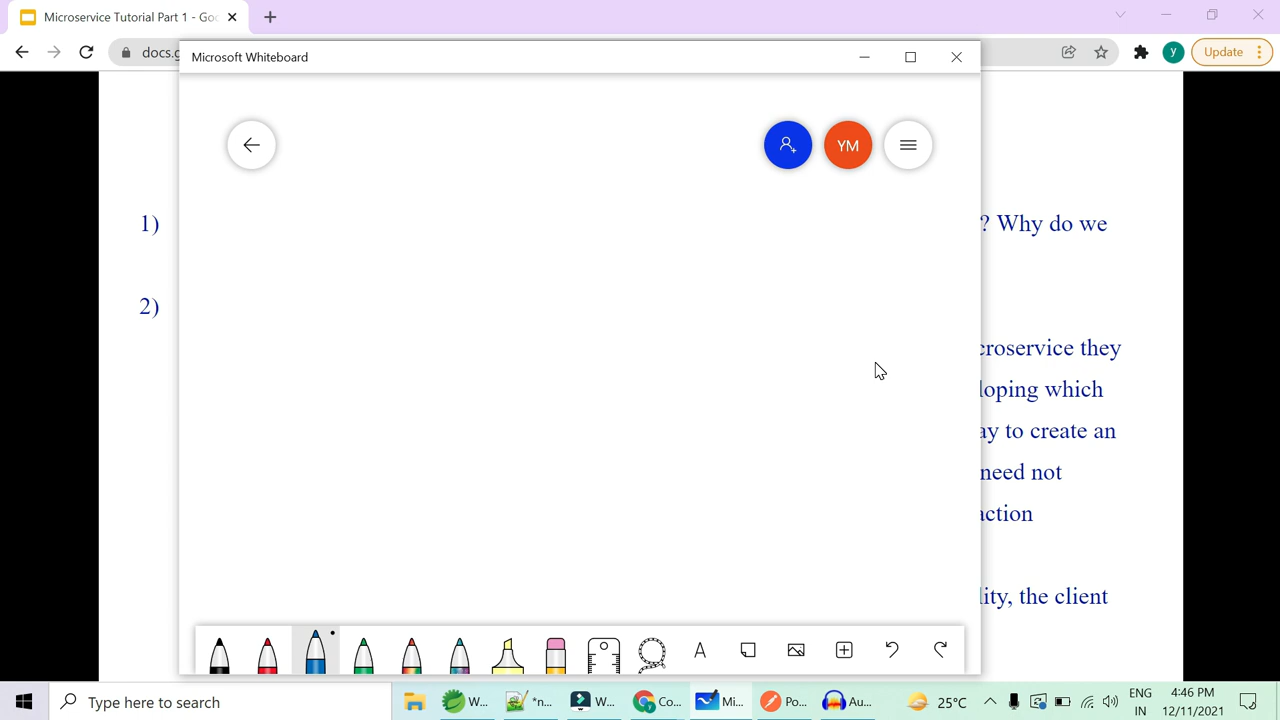 Microservice Tutorial Part 1 - Goo
docs.g
y
Update
Microsoft Whiteboard
YM
1)
? Why do we
2)
croservice they
loping which
ay to create an
need not
action
lity, the client
A
Type here to search
W...
*n...
W...
Co...
Mi...
Po...
Au...
25°C
ENG
IN
4:46 PM
12/11/2021